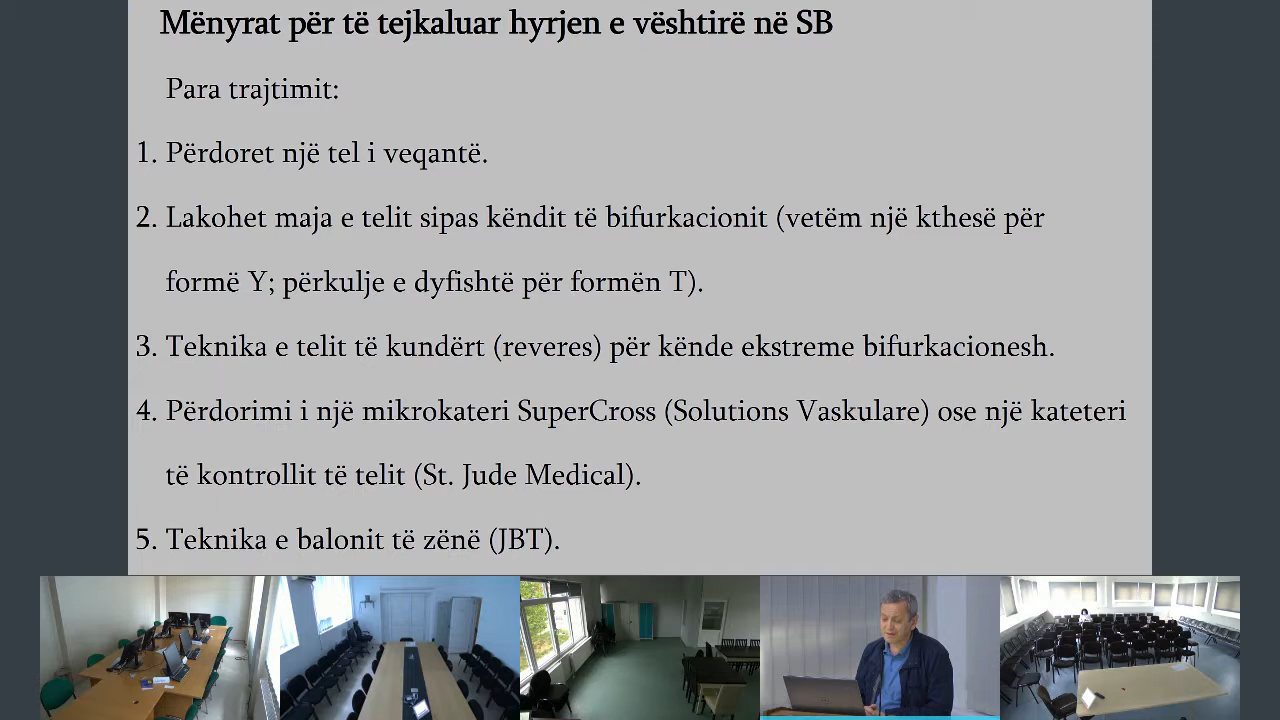 Mënyrat për të tejkaluar hyrjen e vështirë në SB
Para trajtimit:
1. Përdoret një tel i veqantë.
2. Lakohet maja e telit sipas këndit të bifurkacionit (vetëm një kthesë për
formë Y; përkulje e dyfishtë për formën T).
3. Teknika e telit të kundërt (reveres) për kënde ekstreme bifurkacionesh.
4. Përdorimi i një mikrokateri SuperCross (Solutions Vaskulare) ose një kateteri
të kontrollit të telit (St. Jude Medical).
5. Teknika e balonit të zënë (JBT).